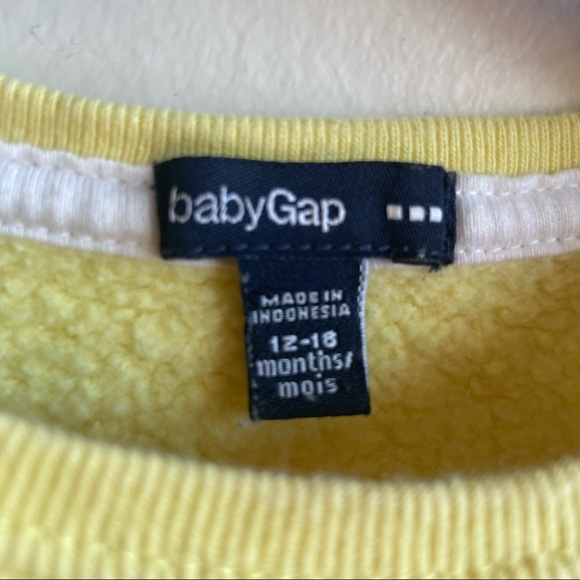 babyGap
MADE IN
INDONESIA
12-18
months/
mois